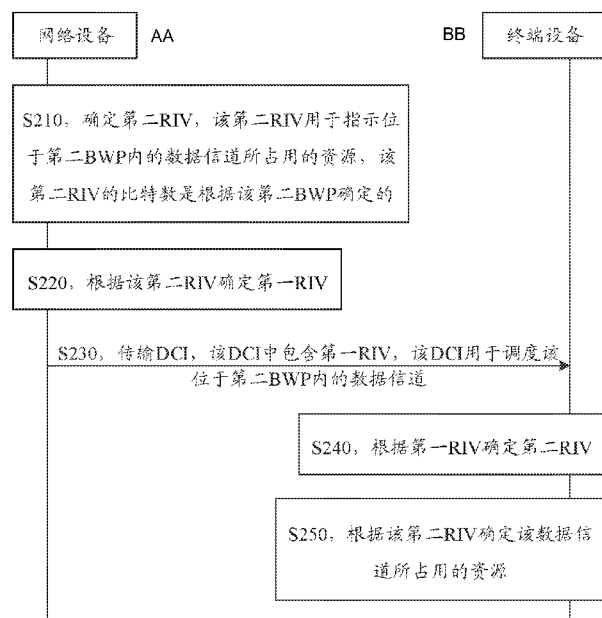 网络设备 AA BB 终端设备
S210，确定第二RIV，该第二RIV用于指示位
于第二BWP内的数据信道所占用的资源，该
第二RIV的比特数是根据该第二BWP确定的
S220，根据该第二RIV确定第一RIV
S230，传输DCI，该DCI中包含第一RIV，该DCI用于调度该
位于第二BWP内的数据信道
S240，根据第一RIV确定第二RIV
S250，根据该第二RIV确定该数据信
道所占用的资源